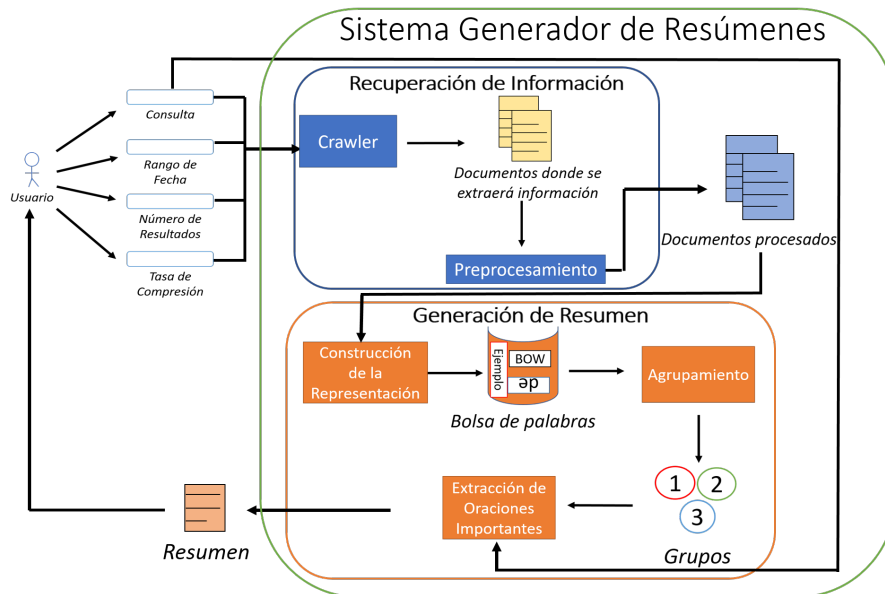 Sistema Generador de Resúmenes
Consulta
Rango de
Fecha
Número de
Resultados
Tasa de
Compresión
Usuario
Recuperación de Información
Crawler
Documentos donde se
extraerá información
Preprocesamiento
Documentos procesados
Generación de Resumen
Construcción
de la
Representación
Ejemplo
BOW
de
Bolsa de palabras
Agrupamiento
1
2
3
Grupos
Extracción de
Oraciones
Importantes
Resumen